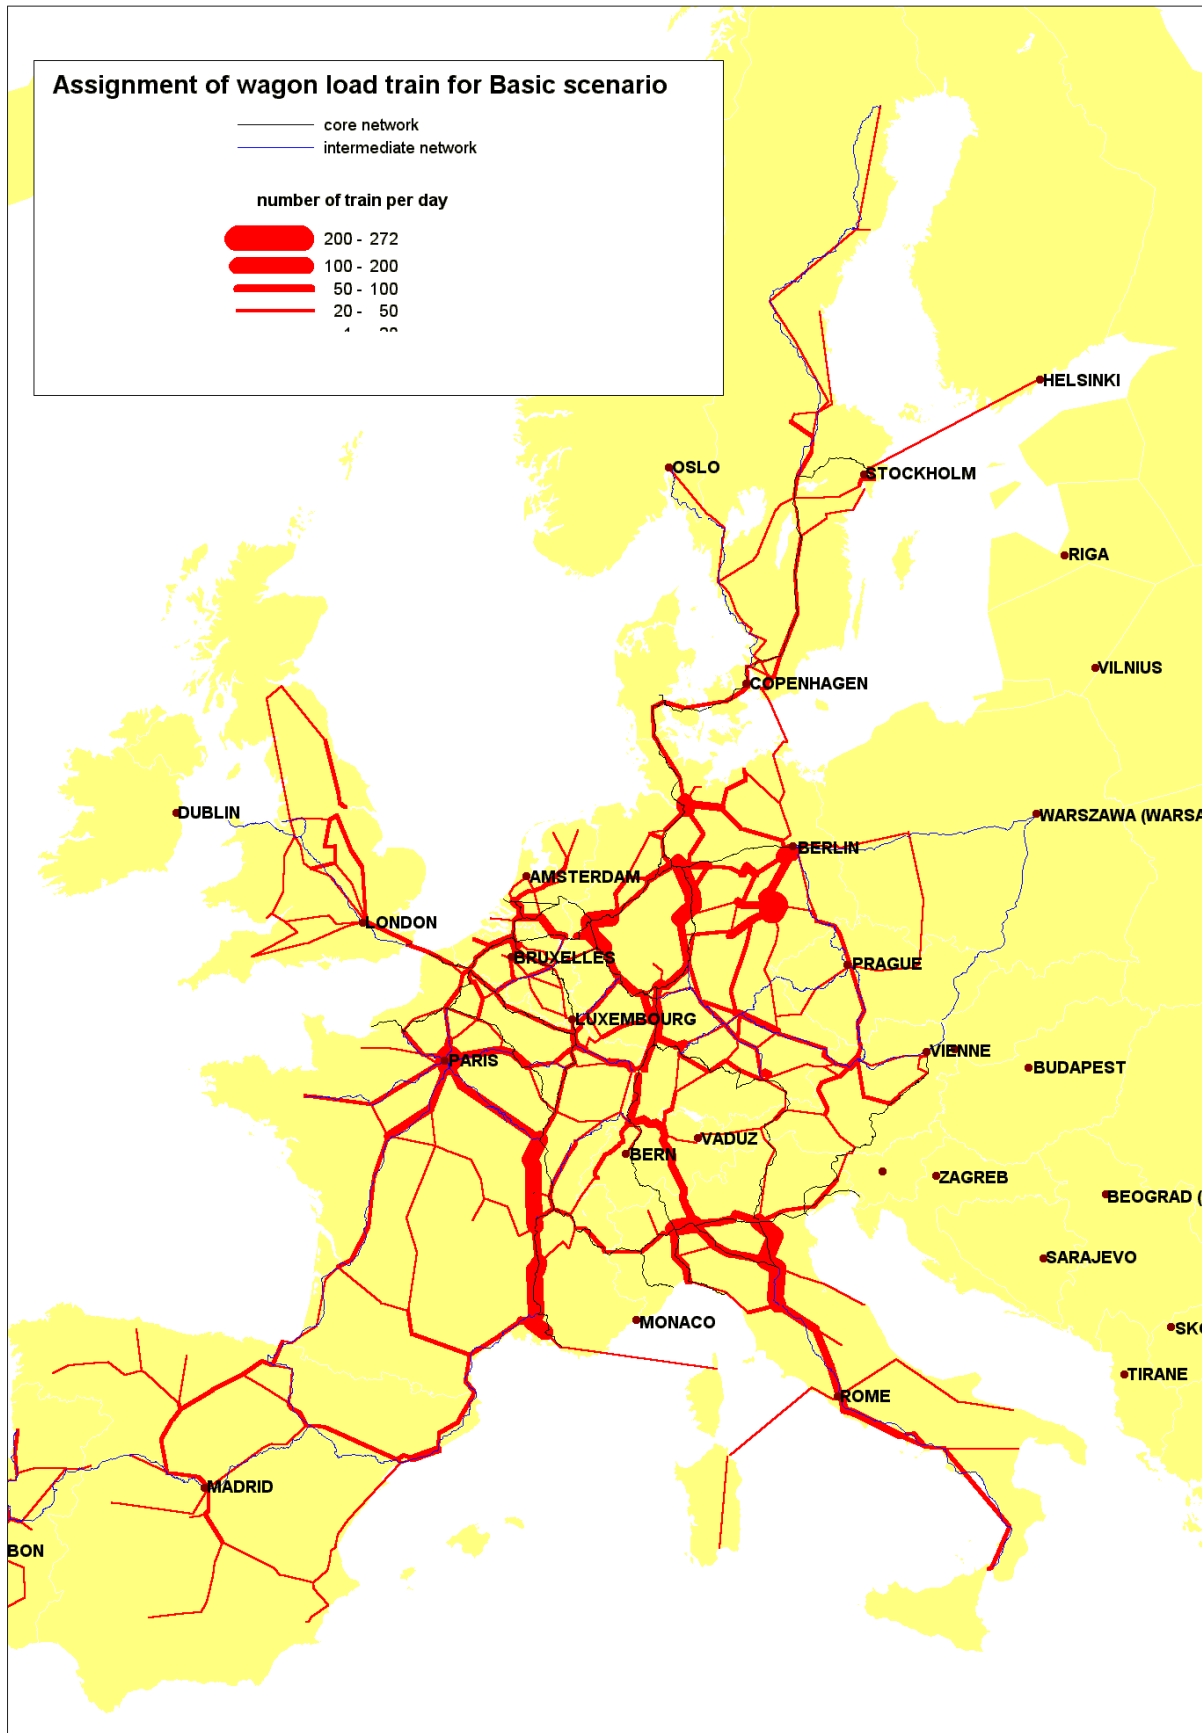 Assignment of wagon load train for Basic scenario
core network
intermediate network
number of train per day
200 - 272
100 - 200
50 - 100
20 - 50
HELSINKI
OSLO
STOCKHOLM
RIGA
VILNIUS
COPENHAGEN
DUBLIN
WARSZAWA (WARSA
BERLIN
AMSTERDAM
LONDON
BRUXELLES
PRAGUE
LUXEMBOURG
VIENNE
PARIS
BUDAPEST
VADUZ
BERN
ZAGREB
BEOGRAD (
SARAJEVO
MONACO
SK
TIRANE
ROME
MADRID
BON